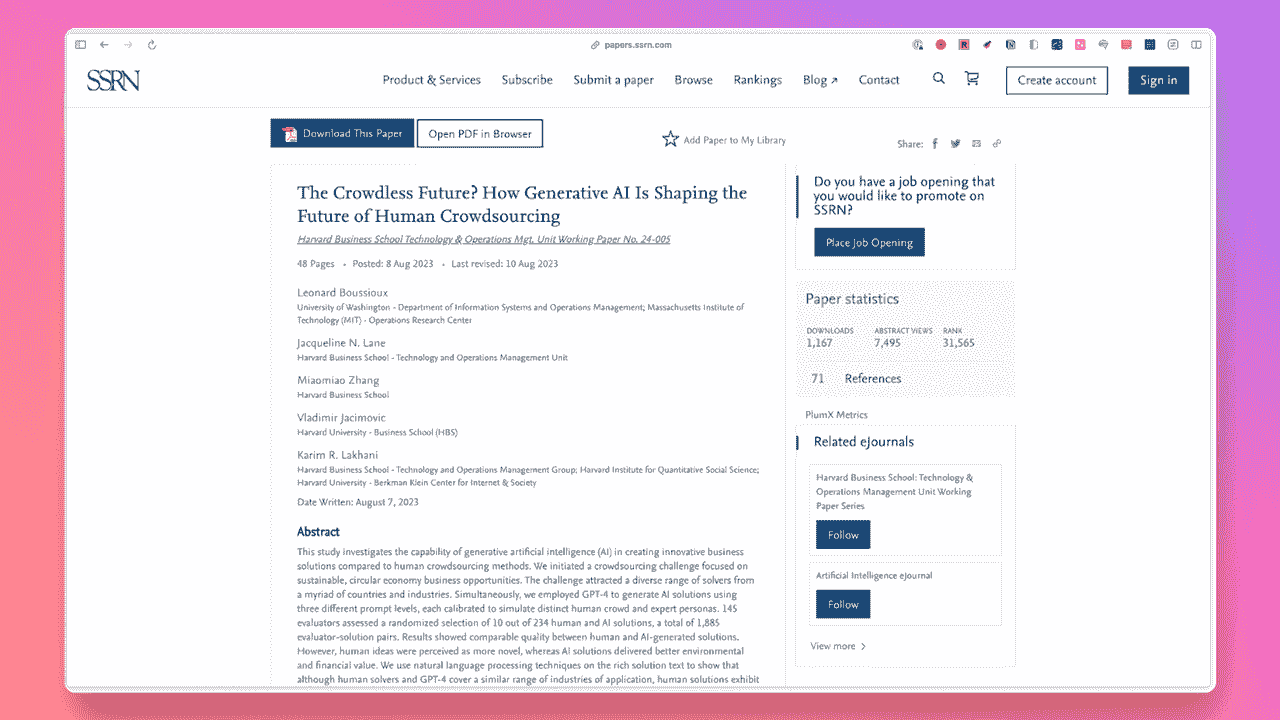 papers.ssrn.com
SSRN
Product & Services Subscribe Submit a paper Browse Rankings Blog ↗ Contact Create account Sign in
Download This Paper Open PDF in Browser Add Paper to My Library Share:
The Crowdless Future? How Generative AI Is Shaping the
Future of Human Crowdsourcing
Harvard Business School Technology & Operations Mgt. Unit Working Paper No. 24-005
48 Pages • Posted: 8 Aug 2023 • Last revised: 10 Aug 2023
Leonard Boussioux
University of Washington - Department of Information Systems and Operations Management; Massachusetts Institute of
Technology (MIT) - Operations Research Center
Jacqueline N. Lane
Harvard Business School - Technology and Operations Management Unit
Miaomiao Zhang
Harvard Business School
Vladimir Jacimovic
Harvard University - Business School (HBS)
Karim R. Lakhani
Harvard Business School - Technology and Operations Management Group; Harvard Institute for Quantitative Social Science;
Harvard University - Berkman Klein Center for Internet & Society
Date Written: August 7, 2023
Abstract
This study investigates the capability of generative artificial intelligence (AI) in creating innovative business
solutions compared to human crowdsourcing methods. We initiated a crowdsourcing challenge focused on
sustainable, circular economy business opportunities. The challenge attracted a diverse range of solvers from
a myriad of countries and industries. Simultaneously, we employed GPT-4 to generate AI solutions using
three different prompt levels, each calibrated to simulate distinct human crowd and expert personas. 145
evaluators assessed a randomized selection of 10 out of 234 human and AI solutions, a total of 1,885
evaluator-solution pairs. Results showed comparable quality between human and AI-generated solutions.
However, human ideas were perceived as more novel, whereas AI solutions delivered better environmental
and financial value. We use natural language processing techniques on the rich solution text to show that
although human solvers and GPT-4 cover a similar range of industries of application, human solutions exhibit
Do you have a job opening that
you would like to promote on
SSRN?
Place Job Opening
Paper statistics
DOWNLOADS ABSTRACT VIEWS RANK
1,167 7,495 31,565
71 References
PlumX Metrics
Related eJournals
Harvard Business School: Technology &
Operations Management Unit Working
Paper Series
Follow
Artificial Intelligence eJournal
Follow
View more >